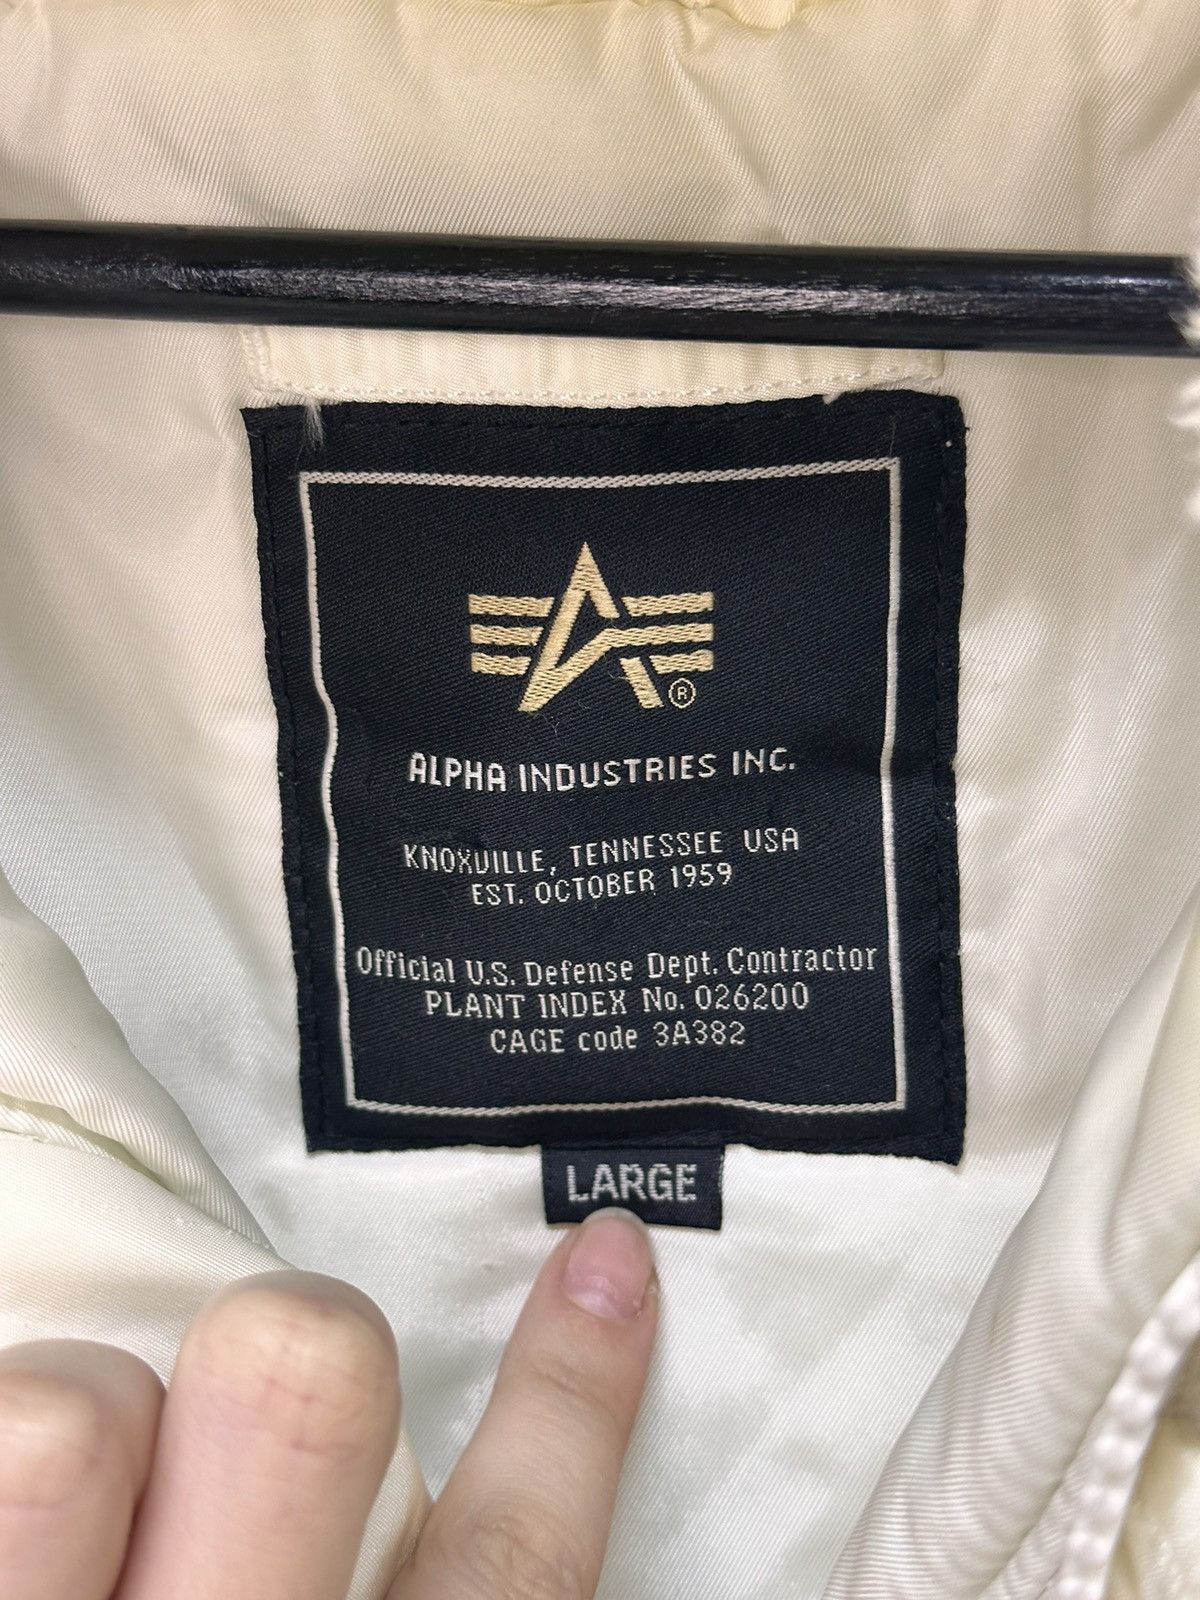 ®
ALPHA INDUSTRIES INC.
KNOXVILLE, TENNESSEE USA
EST. OCTOBER 1959
Official U.S. Defense Dept. Contractor
PLANT INDEX No. 026200
CAGE code 3A382
LARGE